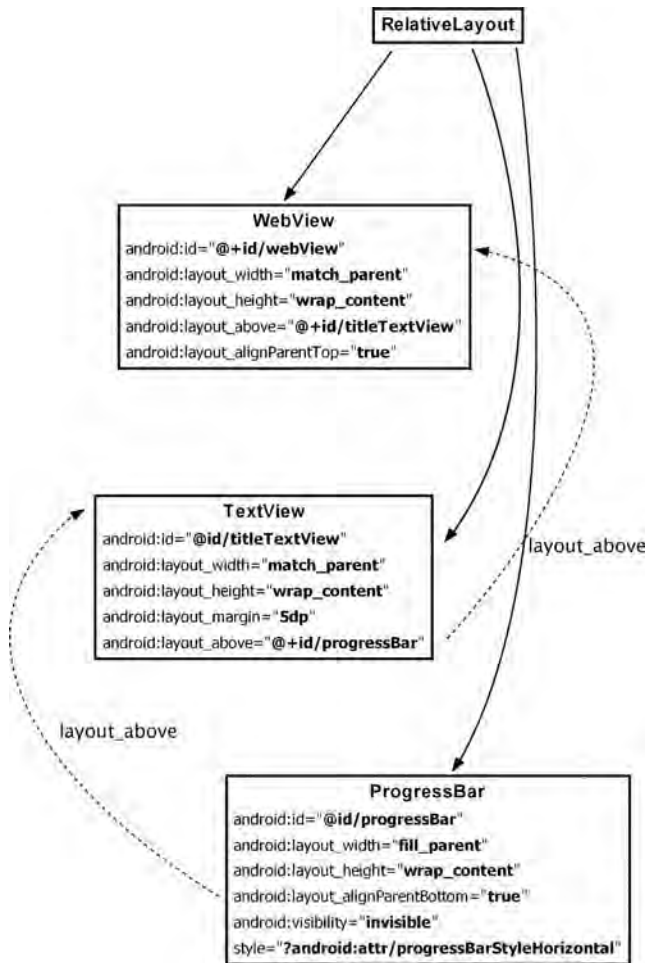 RelativeLayout
WebView
android:id="@+id/webView"
android:layout_width="match_parent"
android:layout_height="wrap_content"
android:layout_above="@+id/titleTextView"
android:layout_alignParentTop="true"
TextView
android:id="@id/titleTextView"
android:layout_width="match_parent"
android:layout_height="wrap_content"
android:layout_margin="5dp"
android:layout_above="@+id/progressBar"
layout_above
layout_above
ProgressBar
android:id="@id/progressBar"
android:layout_width="fill_parent"
android:layout_height="wrap_content"
android:layout_alignParentBottom="true"
android:visibility="invisible"
style="?android:attr/progressBarStyleHorizontal"